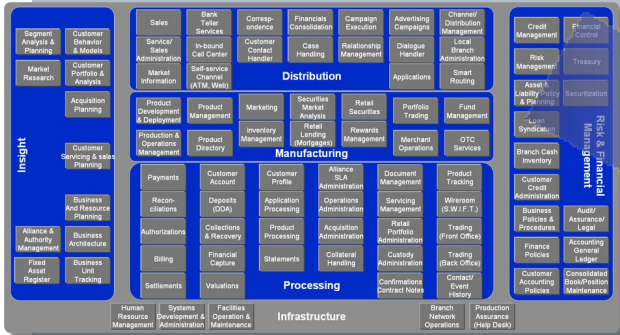 Segment
Analysis &
Planning
Customer
Behavior
& Models
Market
Research
Customer
Portfolio &
Analysis
Acquisition
Planning
Customer
Servicing & sales
Planning
Business
And Resource
Planning
Alliance &
Authority
Management
Business
Architecture
Fixed
Asset
Register
Business
Unit
Tracking
Insight
Sales
Bank
Teller
Services
Corresp-
ondence
Financials
Consolidation
Campaign
Execution
Advertising
Campaigns
Channel/
Distribution
Management
Service/
Sales
Administration
In-bound
Call Center
Customer
Contact
Handler
Case
Handling
Relationship
Management
Dialogue
Handler
Local
Branch
Administration
Market
Information
Self-service
Channel
(ATM, Web)
Applications
Smart
Routing
Distribution
Product
Development
& Deployment
Product
Management
Marketing
Securities
Market
Analysis
Retail
Securities
Portfolio
Trading
Fund
Management
Production &
Operations
Management
Product
Directory
Inventory
Management
Retail
Lending
(Mortgages)
Rewards
Management
Merchant
Operations
OTC
Services
Manufacturing
Payments
Customer
Account
Customer
Profile
Alliance
SLA
Administration
Document
Management
Product
Tracking
Recon-
ciliations
Deposits
(DDA)
Application
Processing
Operations
Administration
Servicing
Management
Wireroom
(S.W.I.F.T.)
Authorizations
Collections
& Recovery
Product
Processing
Acquisition
Administration
Retail
Portfolio
Administration
Trading
(Front Office)
Billing
Financial
Capture
Statements
Collateral
Handling
Custody
Administration
Trading
(Back Office)
Settlements
Valuations
Confirmations
Contract Notes
Contact/
Event
History
Processing
Credit
Management
Financial
Control
Risk
Management
Treasury
Asset &
Liability Policy
& Planning
Securitization
Loan
Syndication
Branch Cash
Inventory
Customer
Credit
Administration
Business
Policies &
Procedures
Audit/
Assurance/
Legal
Finance
Policies
Accounting
General
Ledger
Customer
Accounting
Policies
Consolidated
Book/Position
Maintenance
Risk & Financial
Management
Human
Resource
Management
Systems
Development &
Administration
Facilities
Operation &
Maintenance
Infrastructure
Branch
Network
Operations
Production
Assurance
(Help Desk)